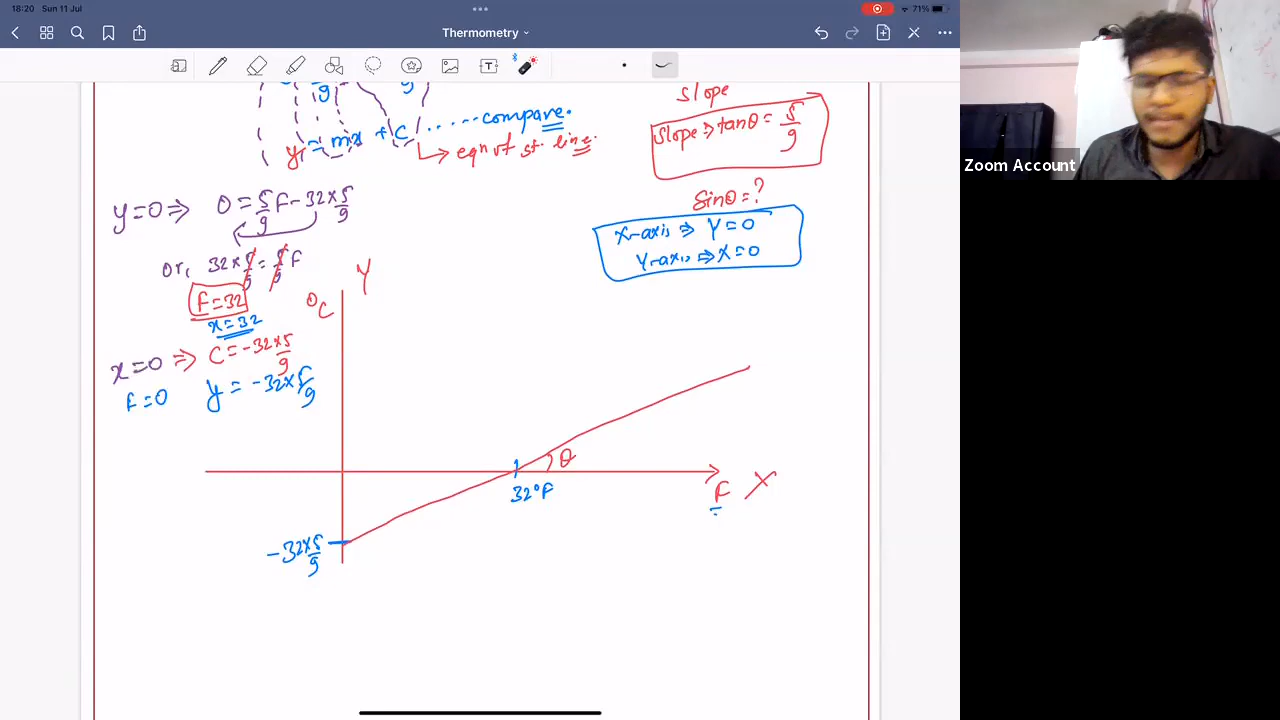 18:20 Sun 11 Jul
71%
Thermometry
9 9
y = mx + C ..... compare.
→ eqn of st. line.
slope
slope ⇒ tanθ = 5/9
sinθ = ?
X-axis ⇒ Y=0
Y-axis ⇒ X=0
y=0 ⇒ 0 = 5/9 F - 32×5/9
or, 32×5/9 = 5/9 F
F=32
x=32
x=0 ⇒ C = -32×5/9
F=0 y = -32×5/9
Y
°C
θ
32°F
F X
-32×5/9
Zoom Account